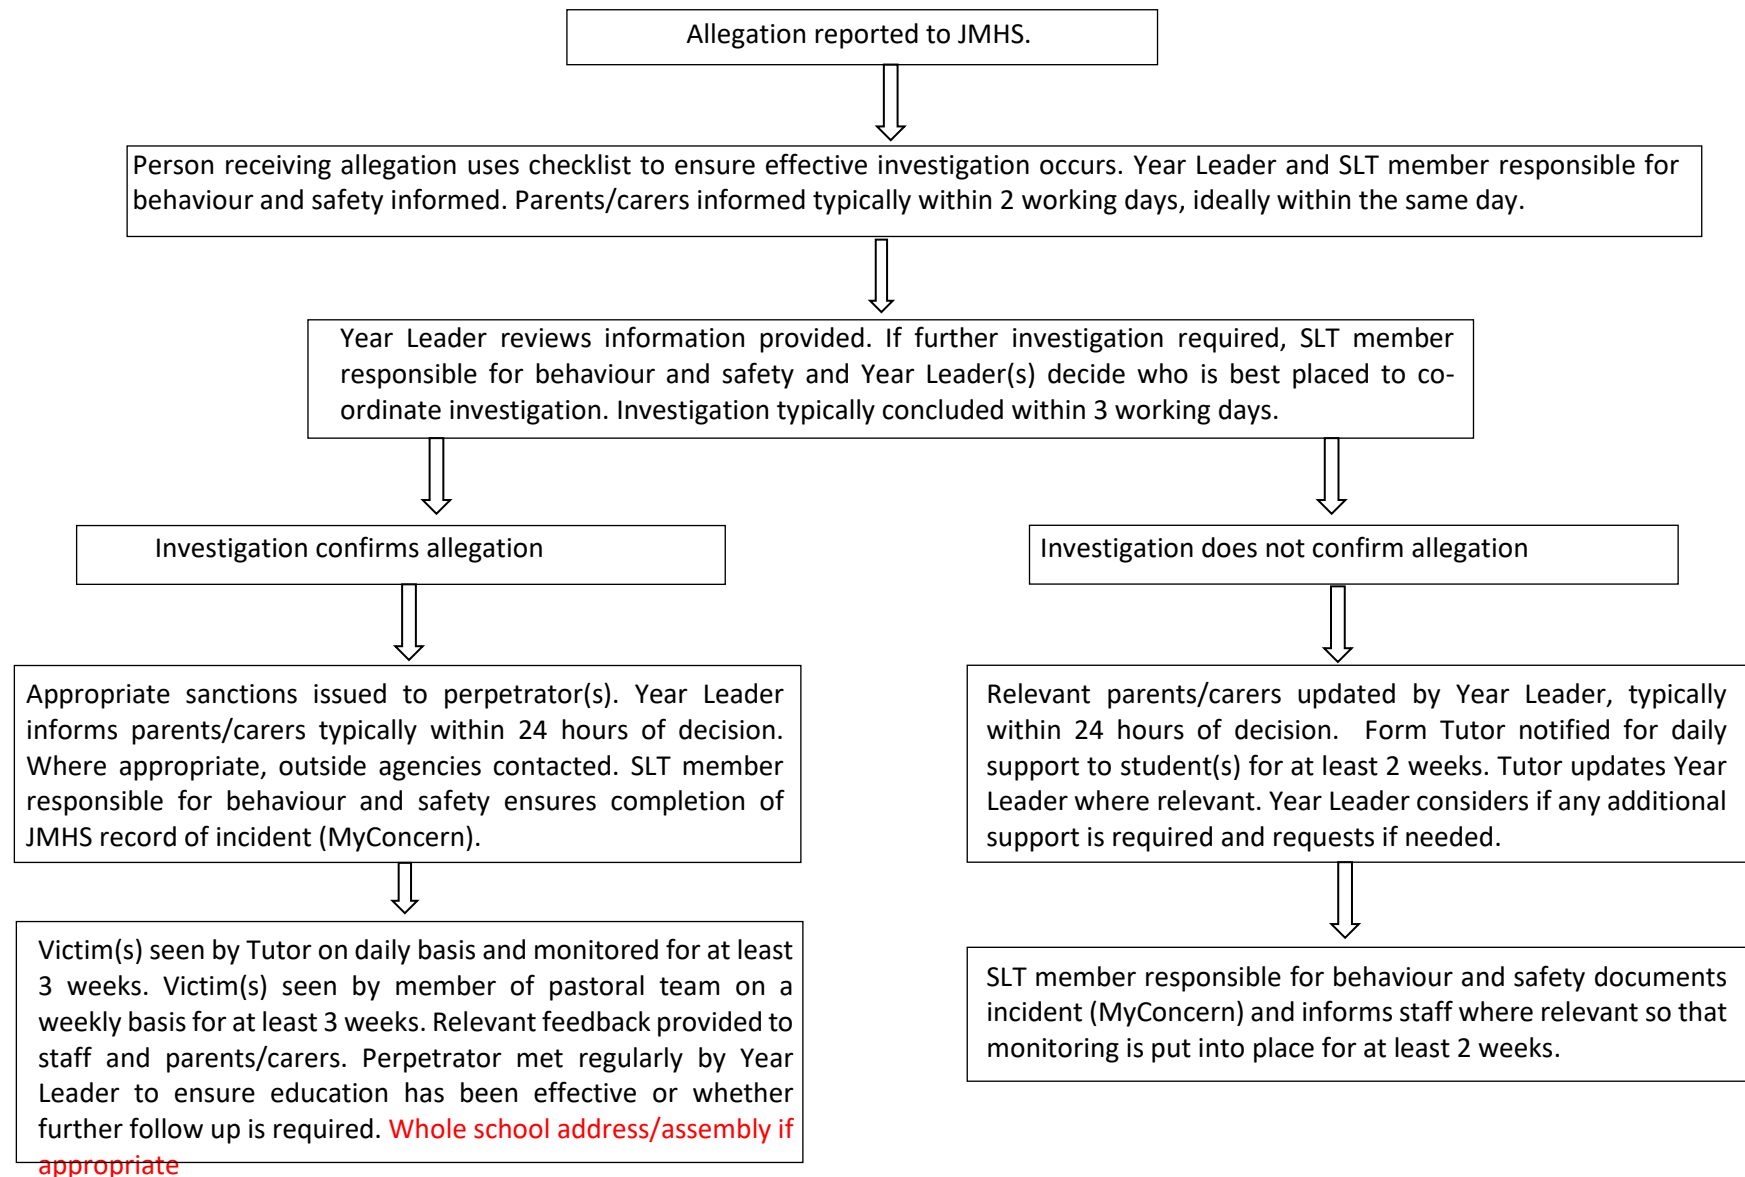 Allegation reported to JMHS.
Person receiving allegation uses checklist to ensure effective investigation occurs. Year Leader and SLT member responsible for
behaviour and safety informed. Parents/carers informed typically within 2 working days, ideally within the same day.
Year Leader reviews information provided. If further investigation required, SLT member
responsible for behaviour and safety and Year Leader(s) decide who is best placed to co-
ordinate investigation. Investigation typically concluded within 3 working days.
Investigation confirms allegation
Investigation does not confirm allegation
Appropriate sanctions issued to perpetrator(s). Year Leader
informs parents/carers typically within 24 hours of decision.
Where appropriate, outside agencies contacted. SLT member
responsible for behaviour and safety ensures completion of
JMHS record of incident (MyConcern).
Relevant parents/carers updated by Year Leader, typically
within 24 hours of decision. Form Tutor notified for daily
support to student(s) for at least 2 weeks. Tutor updates Year
Leader where relevant. Year Leader considers if any additional
support is required and requests if needed.
Victim(s) seen by Tutor on daily basis and monitored for at least
3 weeks. Victim(s) seen by member of pastoral team on a
weekly basis for at least 3 weeks. Relevant feedback provided to
staff and parents/carers. Perpetrator met regularly by Year
Leader to ensure education has been effective or whether
further follow up is required. Whole school address/assembly if
appropriate
SLT member responsible for behaviour and safety documents
incident (MyConcern) and informs staff where relevant so that
monitoring is put into place for at least 2 weeks.